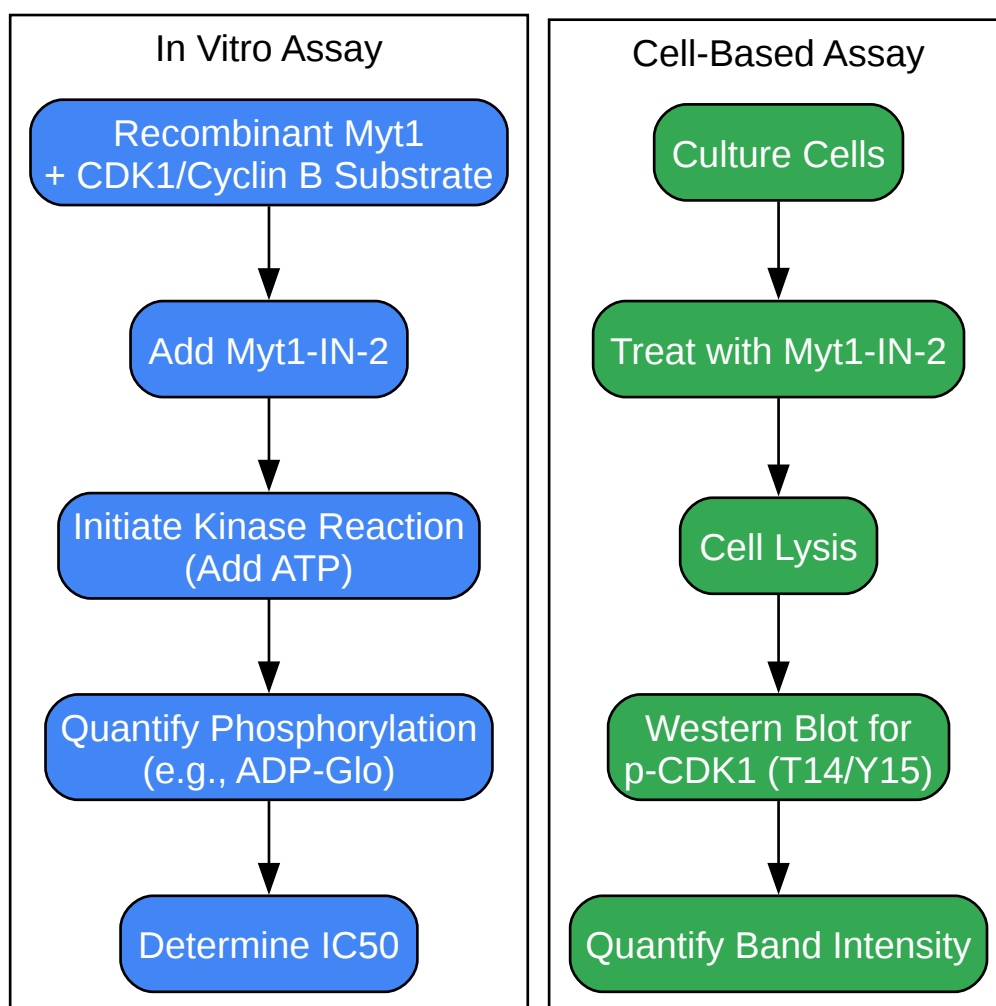 In Vitro Assay
Recombinant Myt1
+ CDK1/Cyclin B Substrate
Add Myt1-IN-2
Initiate Kinase Reaction
(Add ATP)
Quantify Phosphorylation
(e.g., ADP-Glo)
Determine IC50
Cell-Based Assay
Culture Cells
Treat with Myt1-IN-2
Cell Lysis
Western Blot for
p-CDK1 (T14/Y15)
Quantify Band Intensity